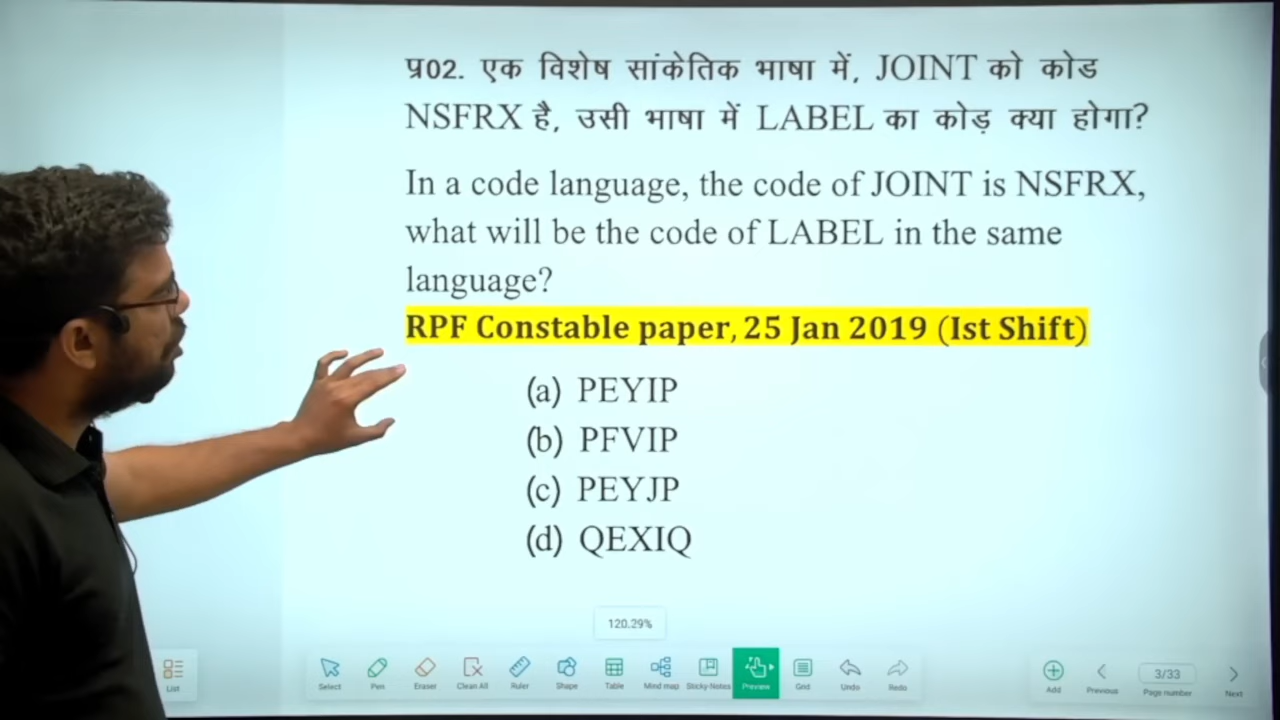 प्र02. एक विशेष सांकेतिक भाषा में, JOINT को कोड
NSFRX है, उसी भाषा में LABEL का कोड़ क्या होगा?
In a code language, the code of JOINT is NSFRX,
what will be the code of LABEL in the same
language?
RPF Constable paper, 25 Jan 2019 (Ist Shift)
(a) PEYIP
(b) PFVIP
(c) PEYJP
(d) QEXIQ
120.29%
List
Select Pen Eraser Clean All Ruler Shape Table Mind map Sticky-Notes Preview Grid Undo Redo
Add Previous 3/33 Page number Next